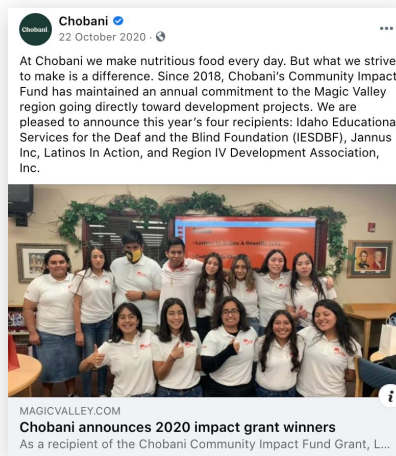 Chobani
Chobani.
22 October 2020 ·
At Chobani we make nutritious food every day. But what we strive
to make is a difference. Since 2018, Chobani's Community Impact
Fund has maintained an annual commitment to the Magic Valley
region going directly toward development projects. We are
pleased to announce this year's four recipients: Idaho Educationa
Services for the Deaf and the Blind Foundation (IESDBF), Jannus
Inc, Latinos In Action, and Region IV Development Association,
Inc.
i
MAGICVALLEY.COM
Chobani announces 2020 impact grant winners
As a recipient of the Chobani Community Impact Fund Grant, L...